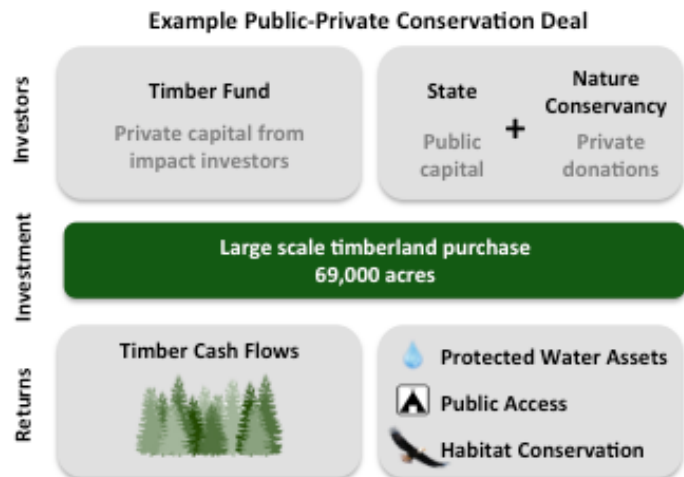 Example Public-Private Conservation Deal
Investors
Timber Fund
Private capital from
impact investors
State
Public
capital
+
Nature
Conservancy
Private
donations
Investment
Large scale timberland purchase
69,000 acres
Returns
Timber Cash Flows
Protected Water Assets
Public Access
Habitat Conservation